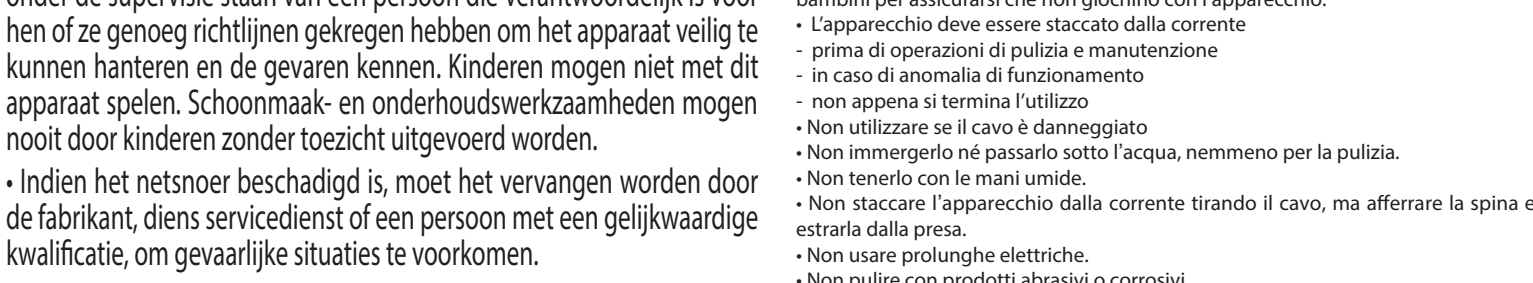 onder de supervisie staan van een persoon die verantwoordelijk is voor
hen of ze genoeg richtlijnen gekregen hebben om het apparaat veilig te
kunnen hanteren en de gevaren kennen. Kinderen mogen niet met dit
apparaat spelen. Schoonmaak- en onderhoudswerkzaamheden mogen
nooit door kinderen zonder toezicht uitgevoerd worden.
• Indien het netsnoer beschadigd is, moet het vervangen worden door
de fabrikant, diens servicedienst of een persoon met een gelijkwaardige
kwalificatie, om gevaarlijke situaties te voorkomen.
bambini per assicurarsi che non giochino con l'apparecchio.
• L'apparecchio deve essere staccato dalla corrente
- prima di operazioni di pulizia e manutenzione
- in caso di anomalia di funzionamento
- non appena si termina l'utilizzo
• Non utilizzare se il cavo è danneggiato
• Non immergerlo né passarlo sotto l'acqua, nemmeno per la pulizia.
• Non tenerlo con le mani umide.
• Non staccare l'apparecchio dalla corrente tirando il cavo, ma afferrare la spina e
estrarla dalla presa.
• Non usare prolunghe elettriche.
• Non pulire con prodotti abrasivi o corrosivi